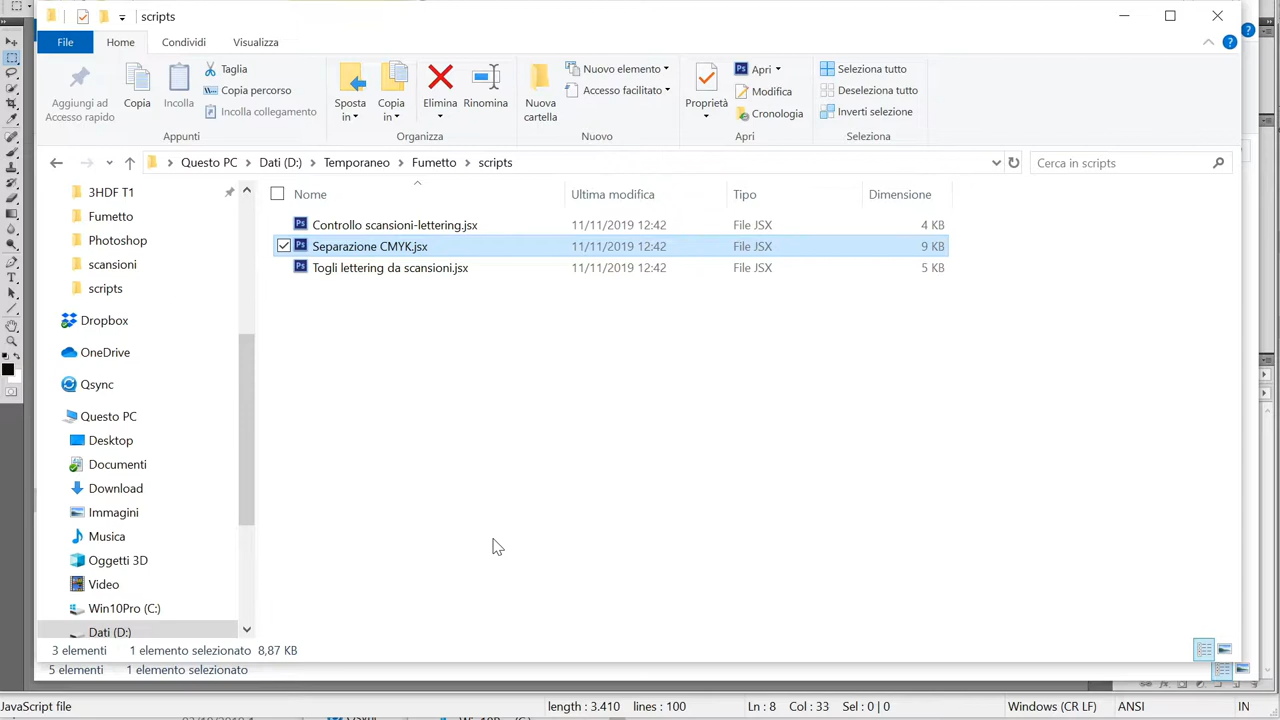 scripts
File Home Condividi Visualizza
Aggiungi ad Accesso rapido
Copia
Incolla
Taglia
Copia percorso
Incolla collegamento
Appunti
Sposta in
Copia in
Elimina
Rinomina
Organizza
Nuova cartella
Nuovo elemento
Accesso facilitato
Nuovo
Proprietà
Ps Apri
Modifica
Cronologia
Apri
Seleziona tutto
Deseleziona tutto
Inverti selezione
Seleziona
Questo PC > Dati (D:) > Temporaneo > Fumetto > scripts
Cerca in scripts
3HDF T1
Fumetto
Photoshop
scansioni
scripts
Dropbox
OneDrive
Qsync
Questo PC
Desktop
Documenti
Download
Immagini
Musica
Oggetti 3D
Video
Win10Pro (C:)
Dati (D:)
Nome Ultima modifica Tipo Dimensione
Ps Controllo scansioni-lettering.jsx 11/11/2019 12:42 File JSX 4 KB
Ps Separazione CMYK.jsx 11/11/2019 12:42 File JSX 9 KB
Ps Togli lettering da scansioni.jsx 11/11/2019 12:42 File JSX 5 KB
3 elementi 1 elemento selezionato 8,87 KB
5 elementi 1 elemento selezionato
JavaScript file length : 3.410 lines : 100 Ln : 8 Col : 33 Sel : 0 | 0 Windows (CR LF) ANSI IN